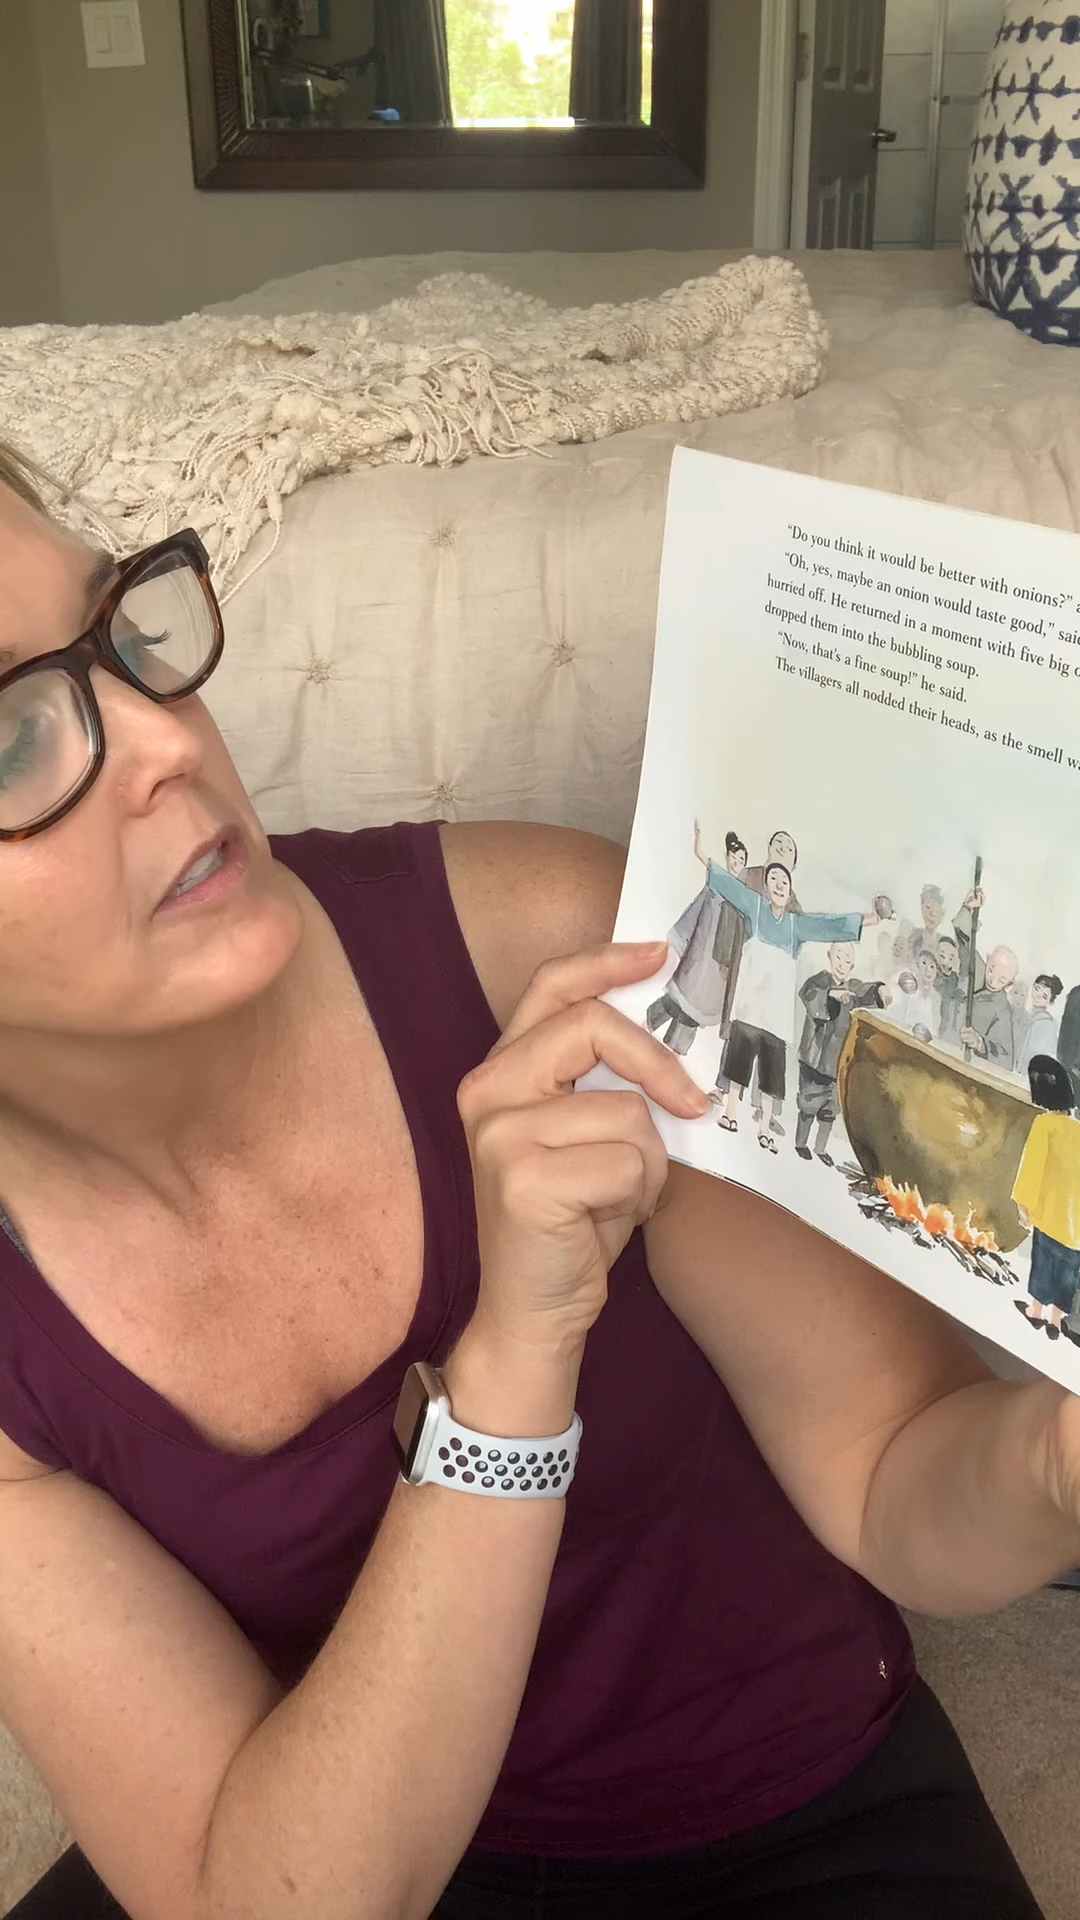 "Do you think it would be better with onions?"
"Oh, yes, maybe an onion would taste good," said
hurried off. He returned in a moment with five big
dropped them into the bubbling soup.
"Now, that's a fine soup!" he said.
The villagers all nodded their heads, as the smell